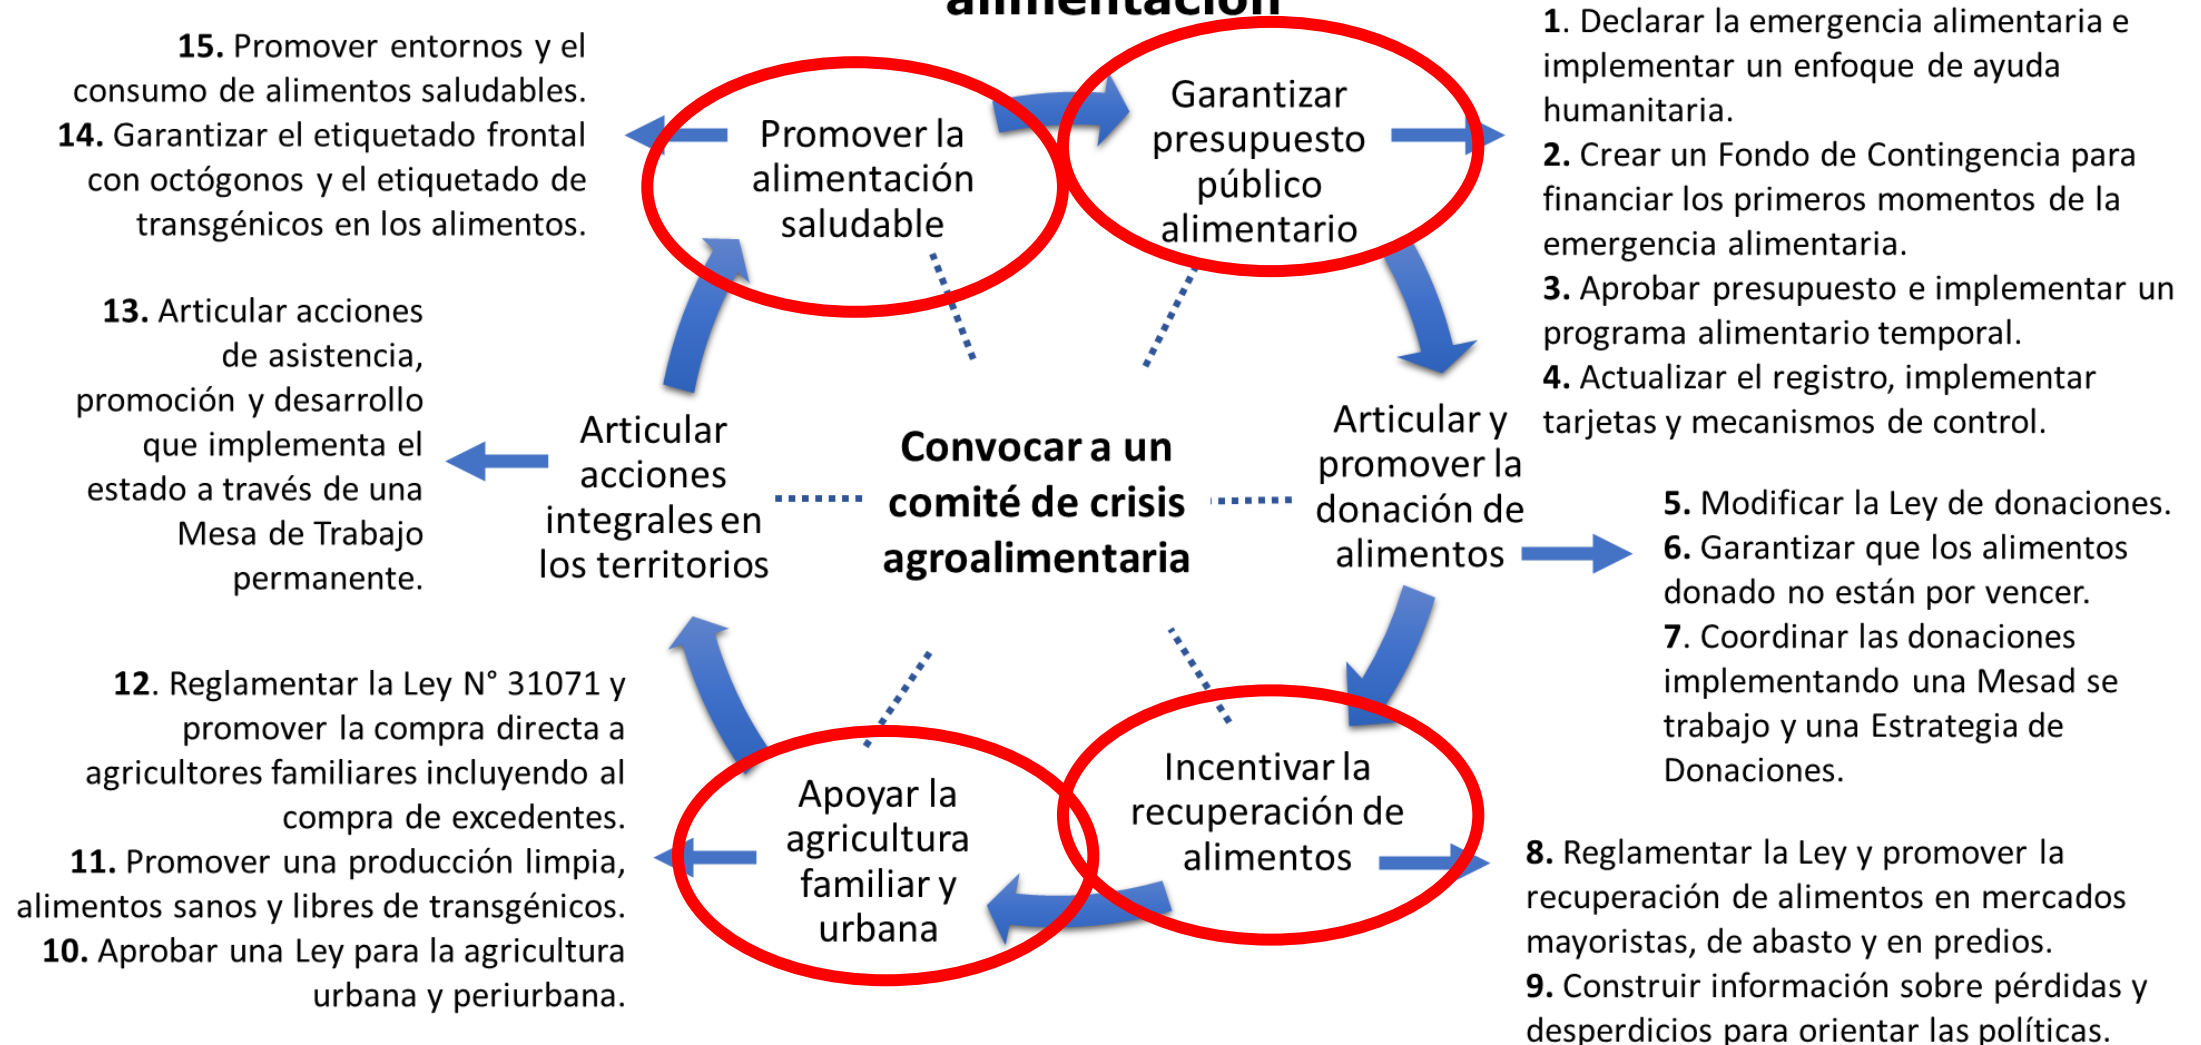 alimentación
15. Promover entornos y el
consumo de alimentos saludables.
14. Garantizar el etiquetado frontal
con octógonos y el etiquetado de
transgénicos en los alimentos.
Promover la
alimentación
saludable
Garantizar
presupuesto
público
alimentario
1. Declarar la emergencia alimentaria e
implementar un enfoque de ayuda
humanitaria.
2. Crear un Fondo de Contingencia para
financiar los primeros momentos de la
emergencia alimentaria.
3. Aprobar presupuesto e implementar un
programa alimentario temporal.
4. Actualizar el registro, implementar
tarjetas y mecanismos de control.
13. Articular acciones
de asistencia,
promoción y desarrollo
que implementa el
estado a través de una
Mesa de Trabajo
permanente.
Articular
acciones
integrales en
los territorios
Convocar a un
comité de crisis
agroalimentaria
Articular y
promover la
donación de
alimentos
5. Modificar la Ley de donaciones.
6. Garantizar que los alimentos
donado no están por vencer.
7. Coordinar las donaciones
implementando una Mesad se
trabajo y una Estrategia de
Donaciones.
12. Reglamentar la Ley N° 31071 y
promover la compra directa a
agricultores familiares incluyendo al
compra de excedentes.
11. Promover una producción limpia,
alimentos sanos y libres de transgénicos.
10. Aprobar una Ley para la agricultura
urbana y periurbana.
Apoyar la
agricultura
familiar y
urbana
Incentivar la
recuperación de
alimentos
8. Reglamentar la Ley y promover la
recuperación de alimentos en mercados
mayoristas, de abasto y en predios.
9. Construir información sobre pérdidas y
desperdicios para orientar las políticas.